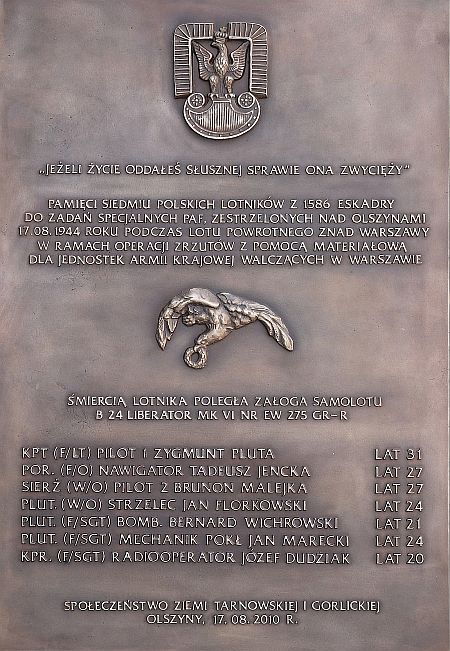 „JEŻELI ŻYCIE ODDAŁEŚ SŁUSZNEJ SPRAWIE ONA ZWYCIĘŻY"
PAMIĘCI SIEDMIU POLSKICH LOTNIKÓW Z 1586 ESKADRY
DO ZADAŃ SPECJALNYCH PAF, ZESTRZELONYCH NAD OLSZYNAMI
17.08.1944 ROKU PODCZAS LOTU POWROTNEGO ZNAD WARSZAWY
W RAMACH OPERACJI ZRZUTÓW Z POMOCĄ MATERIAŁOWĄ
DLA JEDNOSTEK ARMII KRAJOWEJ WALCZĄCYCH W WARSZAWIE
ŚMIERCIĄ LOTNIKA POLEGŁA ZAŁOGA SAMOLOTU
B 24 LIBERATOR MK VI NR EW 275 GR-R
KPT (F/LT) PILOT 1 ZYGMUNT PLUTA LAT 31
POR. (F/O) NAWIGATOR TADEUSZ JENCKA LAT 27
SIERŻ (W/O) PILOT 2 BRUNON MALEJKA LAT 27
PLUT. (W/O) STRZELEC JAN FLORKOWSKI LAT 24
PLUT. (F/SGT) BOMB. BERNARD WICHROWSKI LAT 21
PLUT. (F/SGT) MECHANIK POKŁ JAN MARECKI LAT 24
KPR. (F/SGT) RADIOOPERATOR JÓZEF DUDZIAK LAT 20
SPOŁECZEŃSTWO ZIEMI TARNOWSKIEJ I GORLICKIEJ
OLSZYNY, 17.08.2010 R.